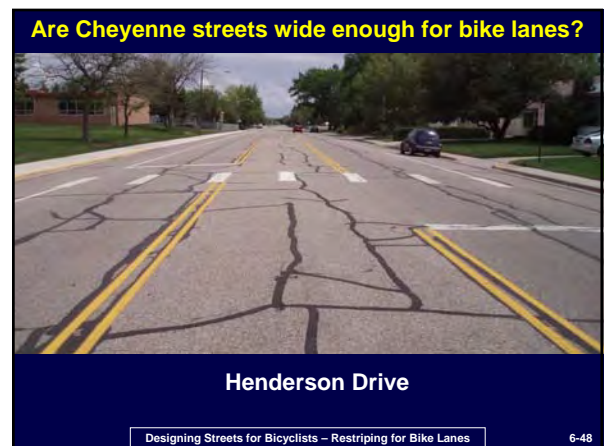 Are Cheyenne streets wide enough for bike lanes?
Henderson Drive
Designing Streets for Bicyclists – Restriping for Bike Lanes 6-48